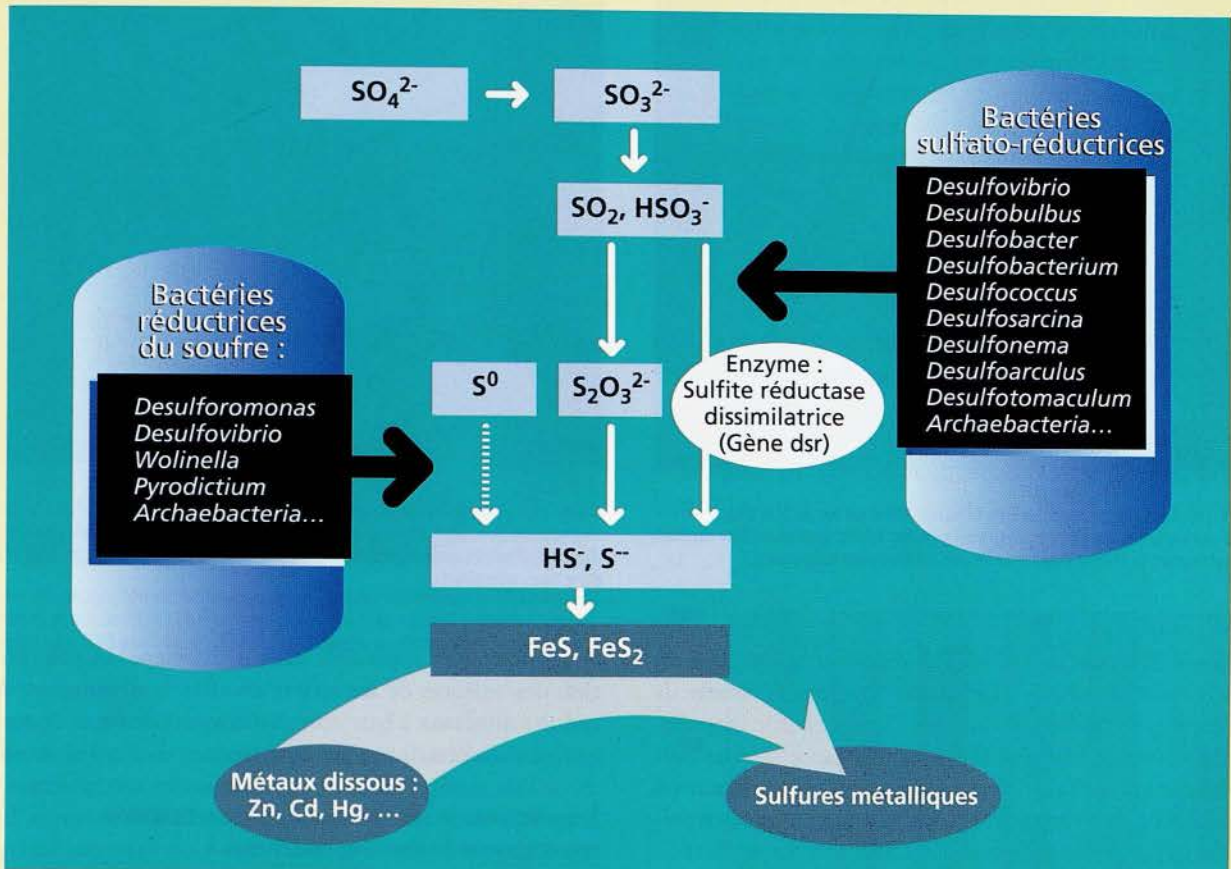 SO₄²⁻ → SO₃²⁻
SO₂, HSO₃⁻
Bactéries
sulfato-réductrices
Desulfovibrio
Desulfobulbus
Desulfobacter
Desulfobacterium
Desulfococcus
Desulfosarcina
Desulfonema
Desulfoarculus
Desulfotomaculum
Archaebacteria...
Bactéries
réductrices
du soufre :
Desulforomonas
Desulfovibrio
Wolinella
Pyrodictium
Archaebacteria...
S⁰
S₂O₃²⁻
Enzyme :
Sulfite réductase
dissimilatrice
(Gène dsr)
HS⁻, S⁻⁻
FeS, FeS₂
Métaux dissous :
Zn, Cd, Hg, ...
Sulfures métalliques